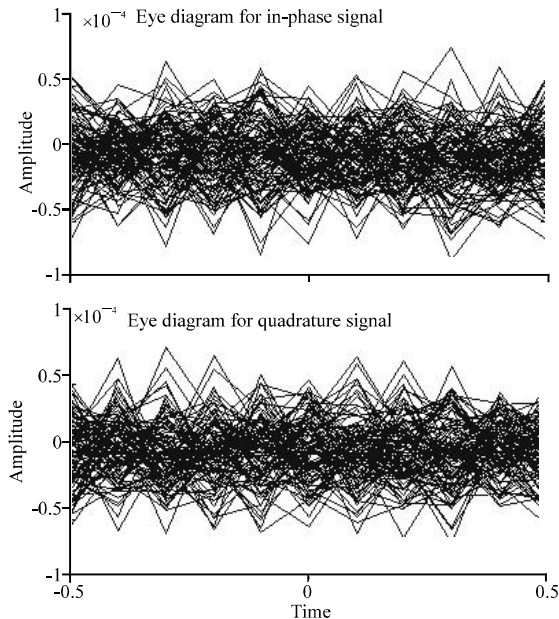 ×10⁻⁴ Eye diagram for in-phase signal
1
0.5
0
-0.5
-1
Amplitude
0
×10⁻⁴ Eye diagram for quadrature signal
1
0.5
0
-0.5
-1
Amplitude
-0.5 0 0.5
Time